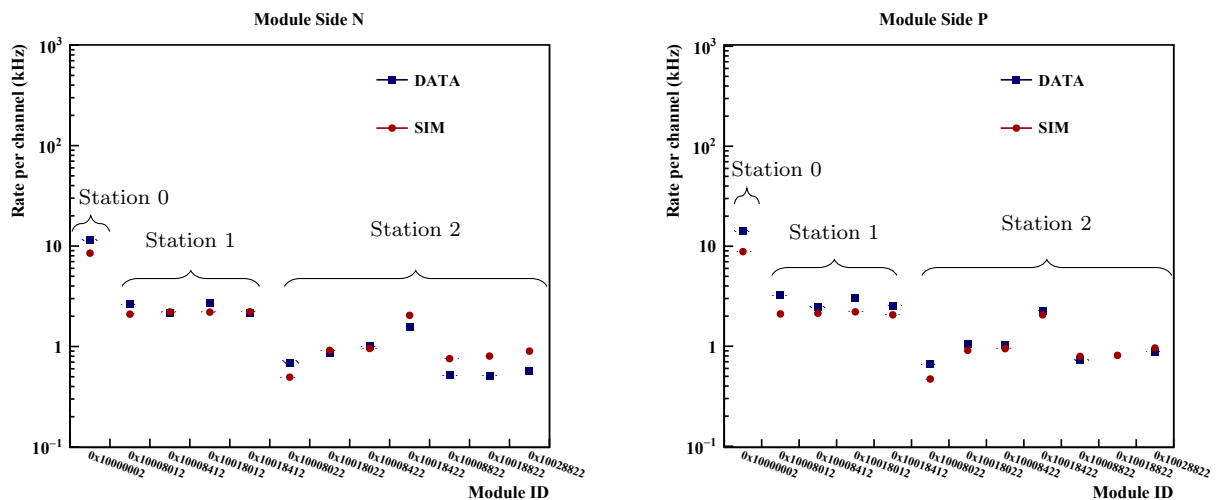 Module Side N
Rate per channel (kHz)
10³
10²
10
1
10⁻¹
DATA
SIM
Station 0
Station 1
Station 2
0x10000002
0x10008012
0x10008412
0x10018012
0x10018412
0x10008022
0x10018022
0x10008422
0x10018422
0x10008822
0x10018822
0x10028822
Module ID
Module Side P
Rate per channel (kHz)
10³
10²
10
1
10⁻¹
DATA
SIM
Station 0
Station 1
Station 2
0x10000002
0x10008012
0x10008412
0x10018012
0x10018412
0x10008022
0x10018022
0x10008422
0x10018422
0x10008822
0x10018822
0x10028822
Module ID